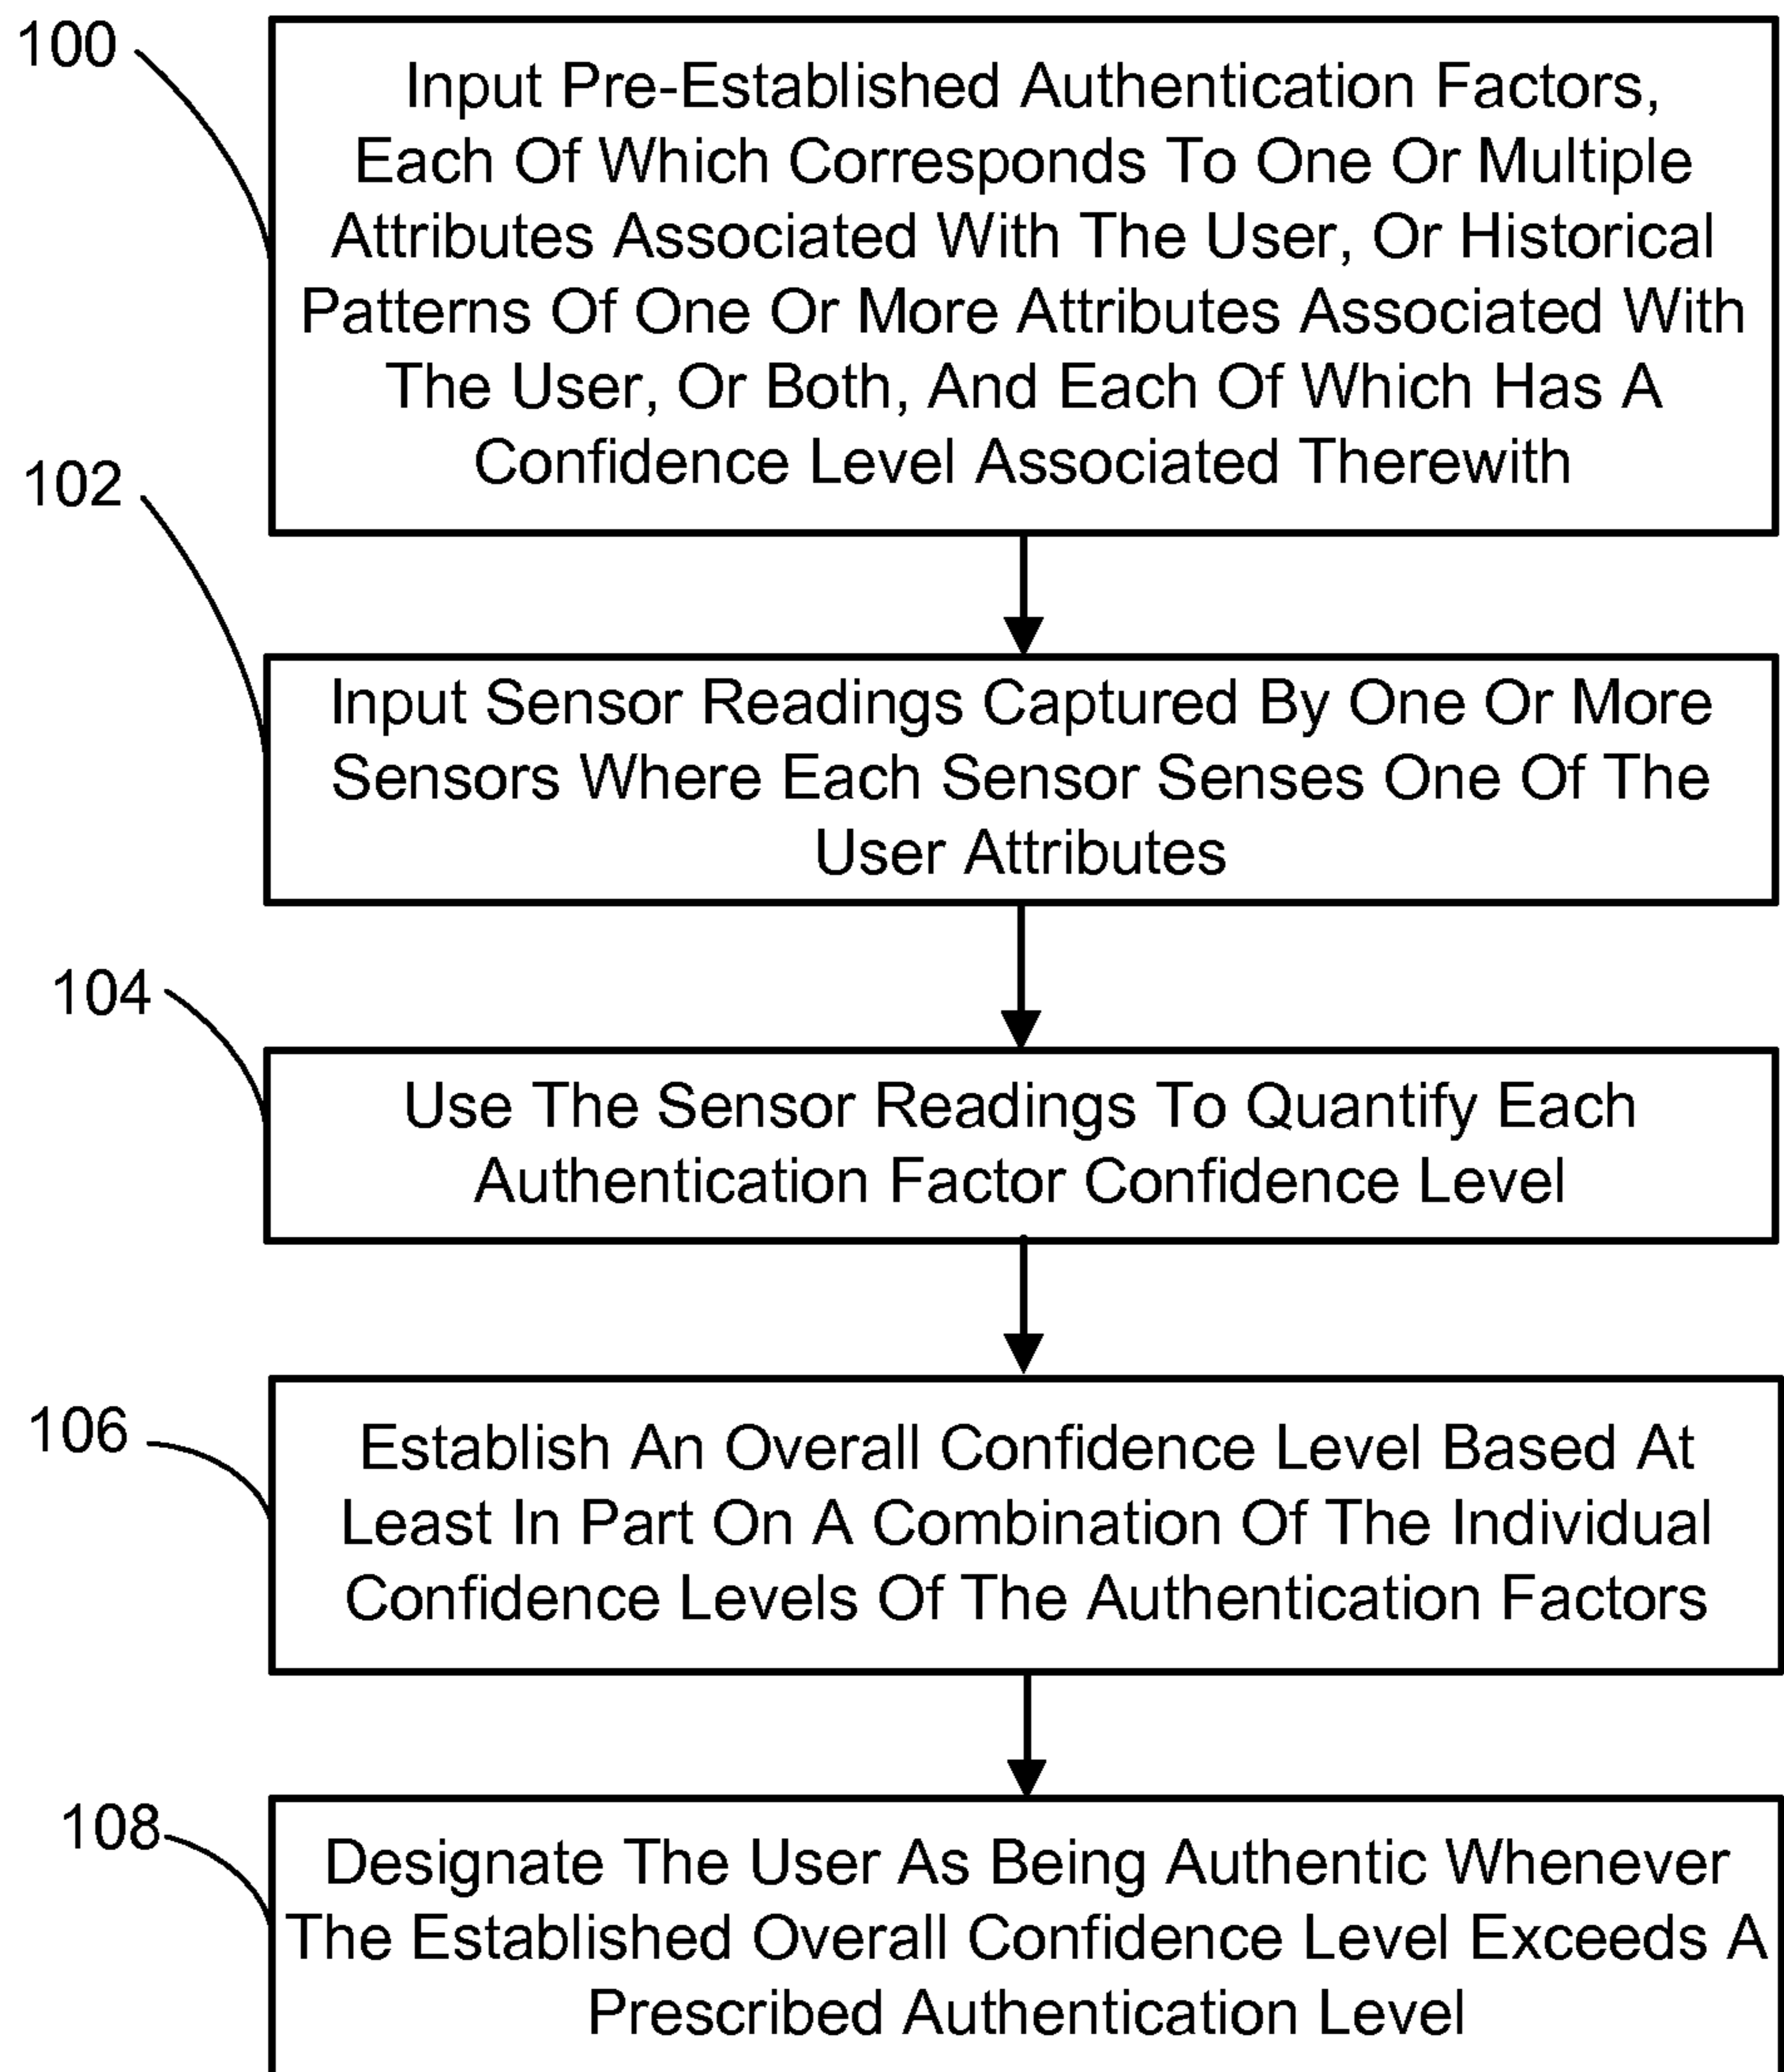 100
Input Pre-Established Authentication Factors,
Each Of Which Corresponds To One Or Multiple
Attributes Associated With The User, Or Historical
Patterns Of One Or More Attributes Associated With
The User, Or Both, And Each Of Which Has A
Confidence Level Associated Therewith
102
Input Sensor Readings Captured By One Or More
Sensors Where Each Sensor Senses One Of The
User Attributes
104
Use The Sensor Readings To Quantify Each
Authentication Factor Confidence Level
106
Establish An Overall Confidence Level Based At
Least In Part On A Combination Of The Individual
Confidence Levels Of The Authentication Factors
108
Designate The User As Being Authentic Whenever
The Established Overall Confidence Level Exceeds A
Prescribed Authentication Level